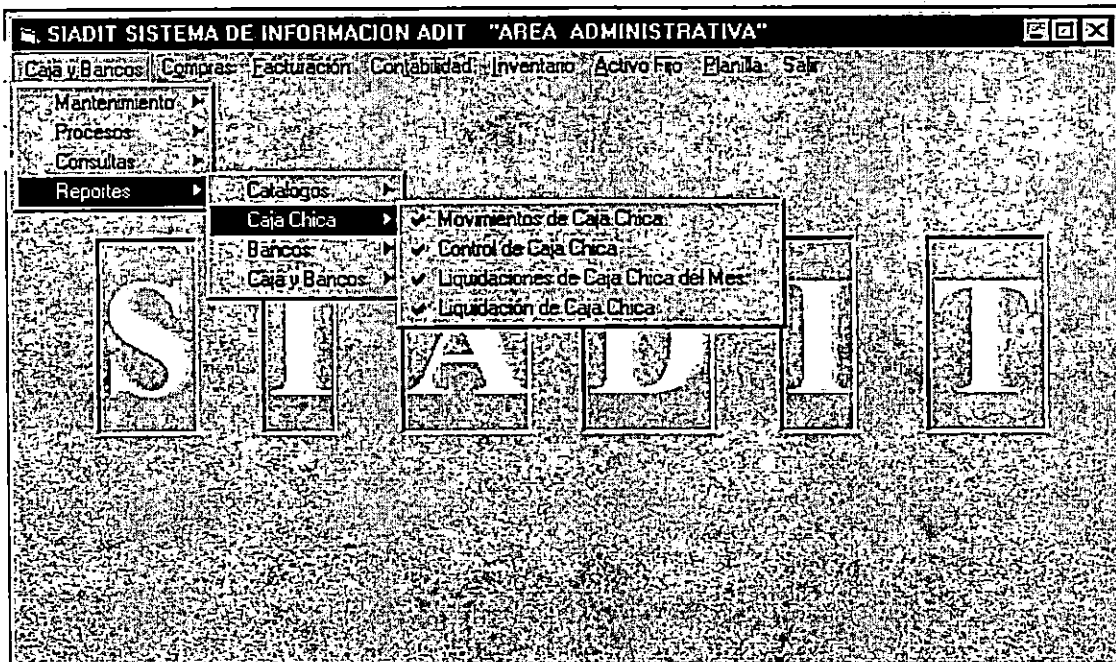 SIADIT SISTEMA DE INFORMACION ADIT "AREA ADMINISTRATIVA"
Caja y Bancos Compras Facturación Contabilidad Inventario Activo Fijo Planilla Salir
Mantenimiento
Procesos
Consultas
Reportes
Catalogos
Caja Chica
Bancos
Caja y Bancos
Movimientos de Caja Chica
Control de Caja Chica
Liquidaciones de Caja Chica del Mes
Liquidación de Caja Chica
S I A D I T